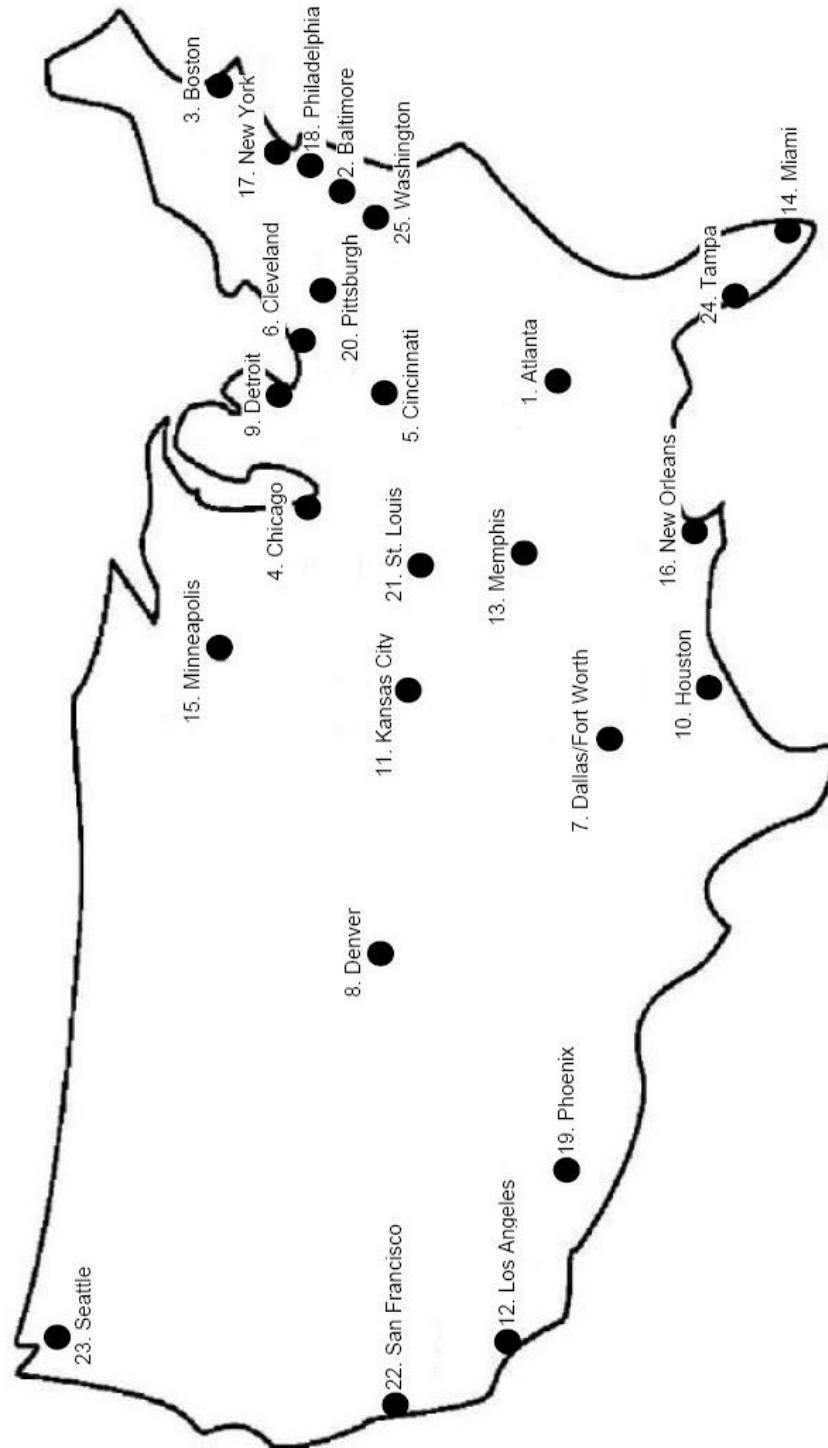 23. Seattle
22. San Francisco
12. Los Angeles
19. Phoenix
8. Denver
7. Dallas/Fort Worth
11. Kansas City
15. Minneapolis
10. Houston
21. St. Louis
13. Memphis
16. New Orleans
4. Chicago
9. Detroit
5. Cincinnati
1. Atlanta
6. Cleveland
20. Pittsburgh
24. Tampa
14. Miami
25. Washington
2. Baltimore
18. Philadelphia
17. New York
3. Boston